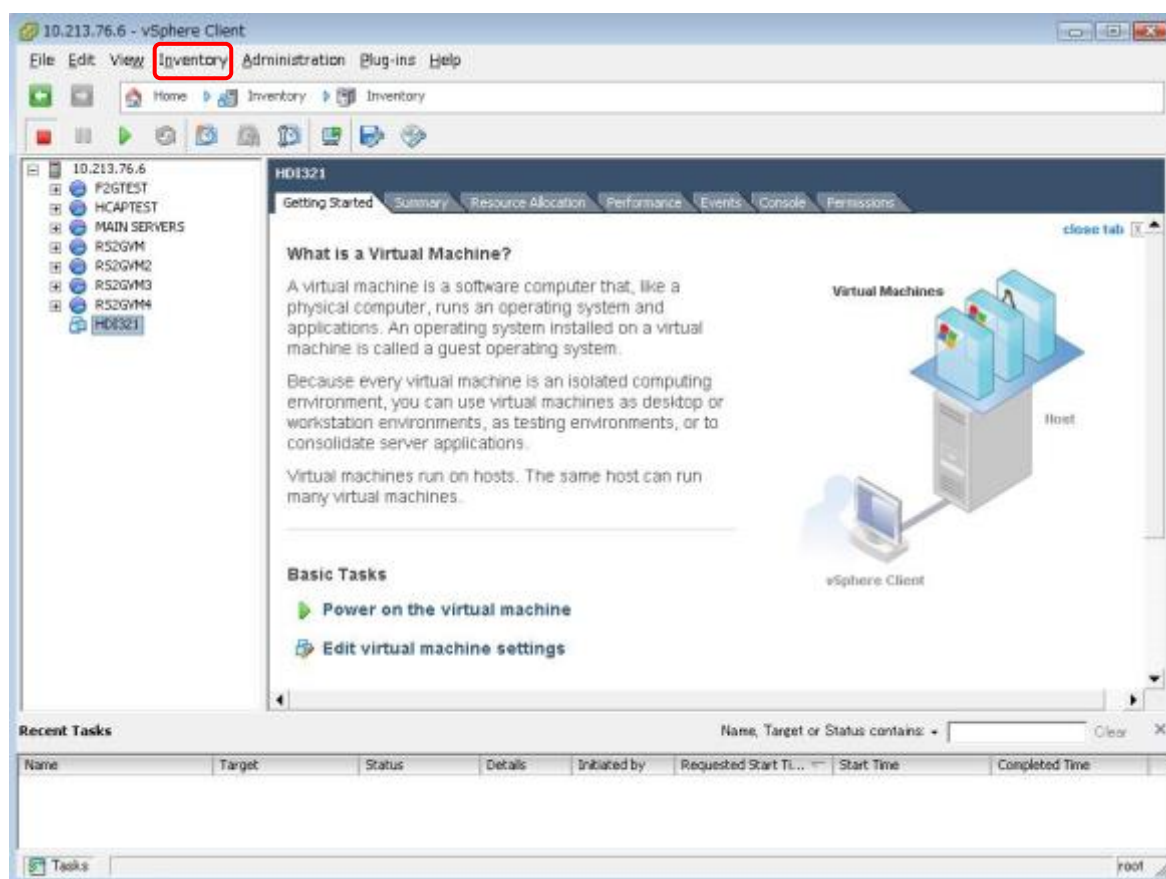 10.213.76.6 - vSphere Client
File Edit View Inventory Administration Plug-ins Help
Home Inventory Inventory
10.213.76.6
F2GTEST
HCAPTEST
MAIN SERVERS
RS2GVM
RS2GVM2
RS2GVM3
RS2GVM4
HDI321
HDI321
Getting Started Summary Resource Allocation Performance Events Console Permissions
close tab
What is a Virtual Machine?
A virtual machine is a software computer that, like a
physical computer, runs an operating system and
applications. An operating system installed on a virtual
machine is called a guest operating system.
Because every virtual machine is an isolated computing
environment, you can use virtual machines as desktop or
workstation environments, as testing environments, or to
consolidate server applications.
Virtual machines run on hosts. The same host can run
many virtual machines.
Virtual Machines
Host
vSphere Client
Basic Tasks
Power on the virtual machine
Edit virtual machine settings
Recent Tasks
Name, Target or Status contains:
Clear
Name Target Status Details Initiated by Requested Start Ti... Start Time Completed Time
Tasks
root